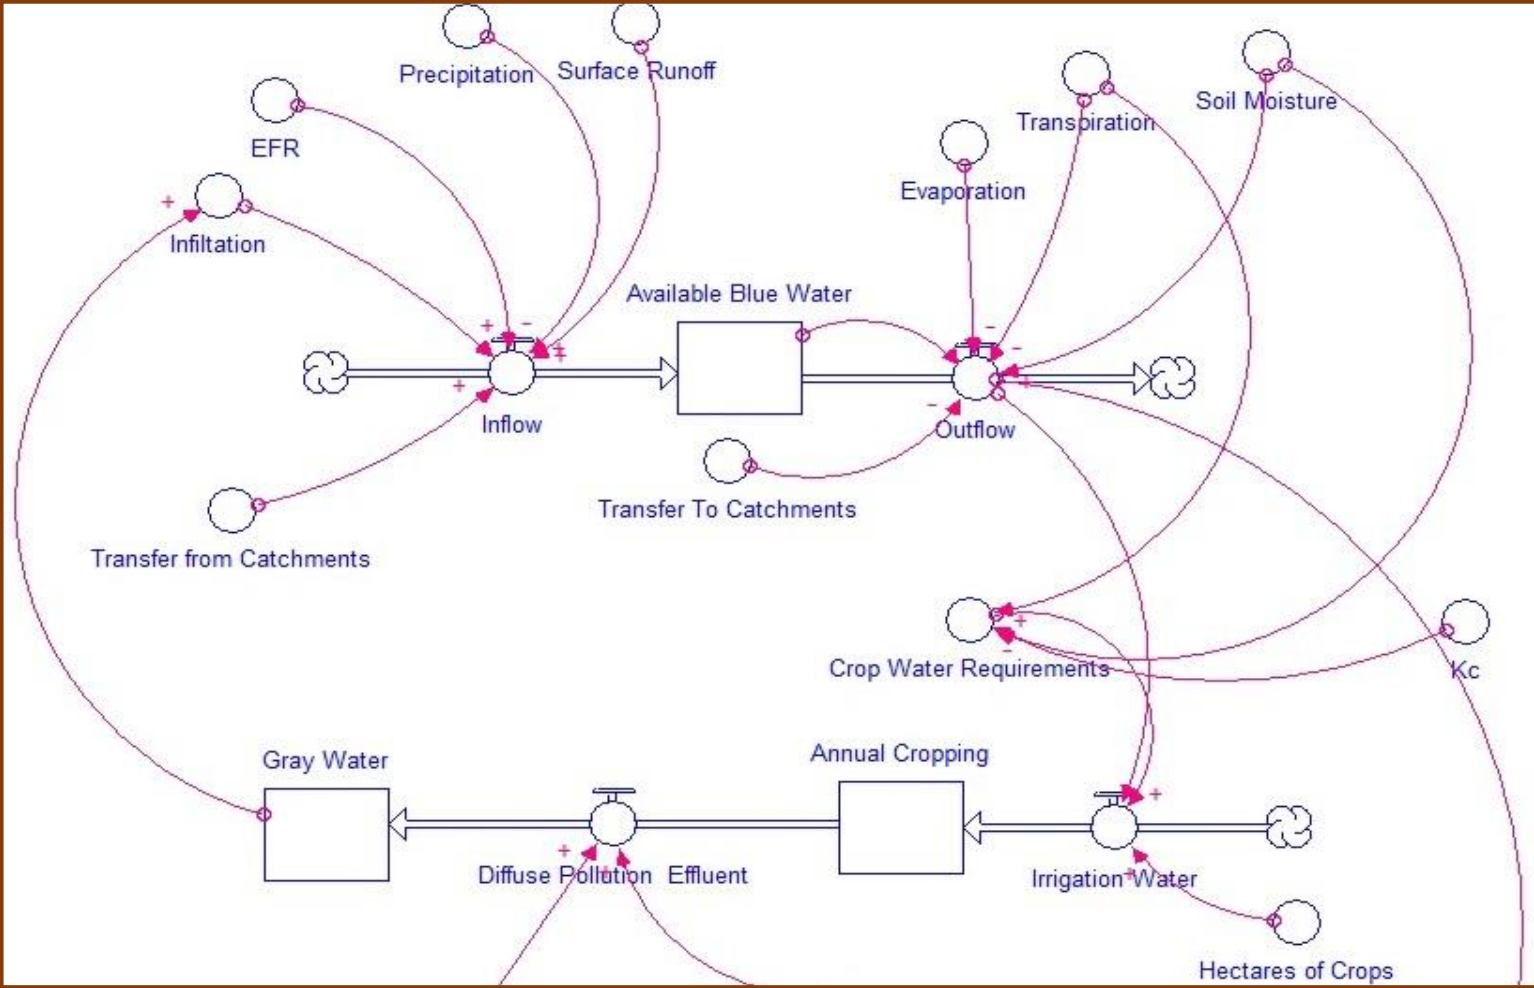 Precipitation
Surface Runoff
Soil Moisture
Transpiration
EFR
Evaporation
+
Infiltation
Available Blue Water
+
-
-
+
+
-
+
+
-
Inflow
Outflow
Transfer To Catchments
Transfer from Catchments
+
-
Crop Water Requirements
Kc
Gray Water
Annual Cropping
+
+
+
Diffuse Pollution Effluent
+
Irrigation Water
Hectares of Crops